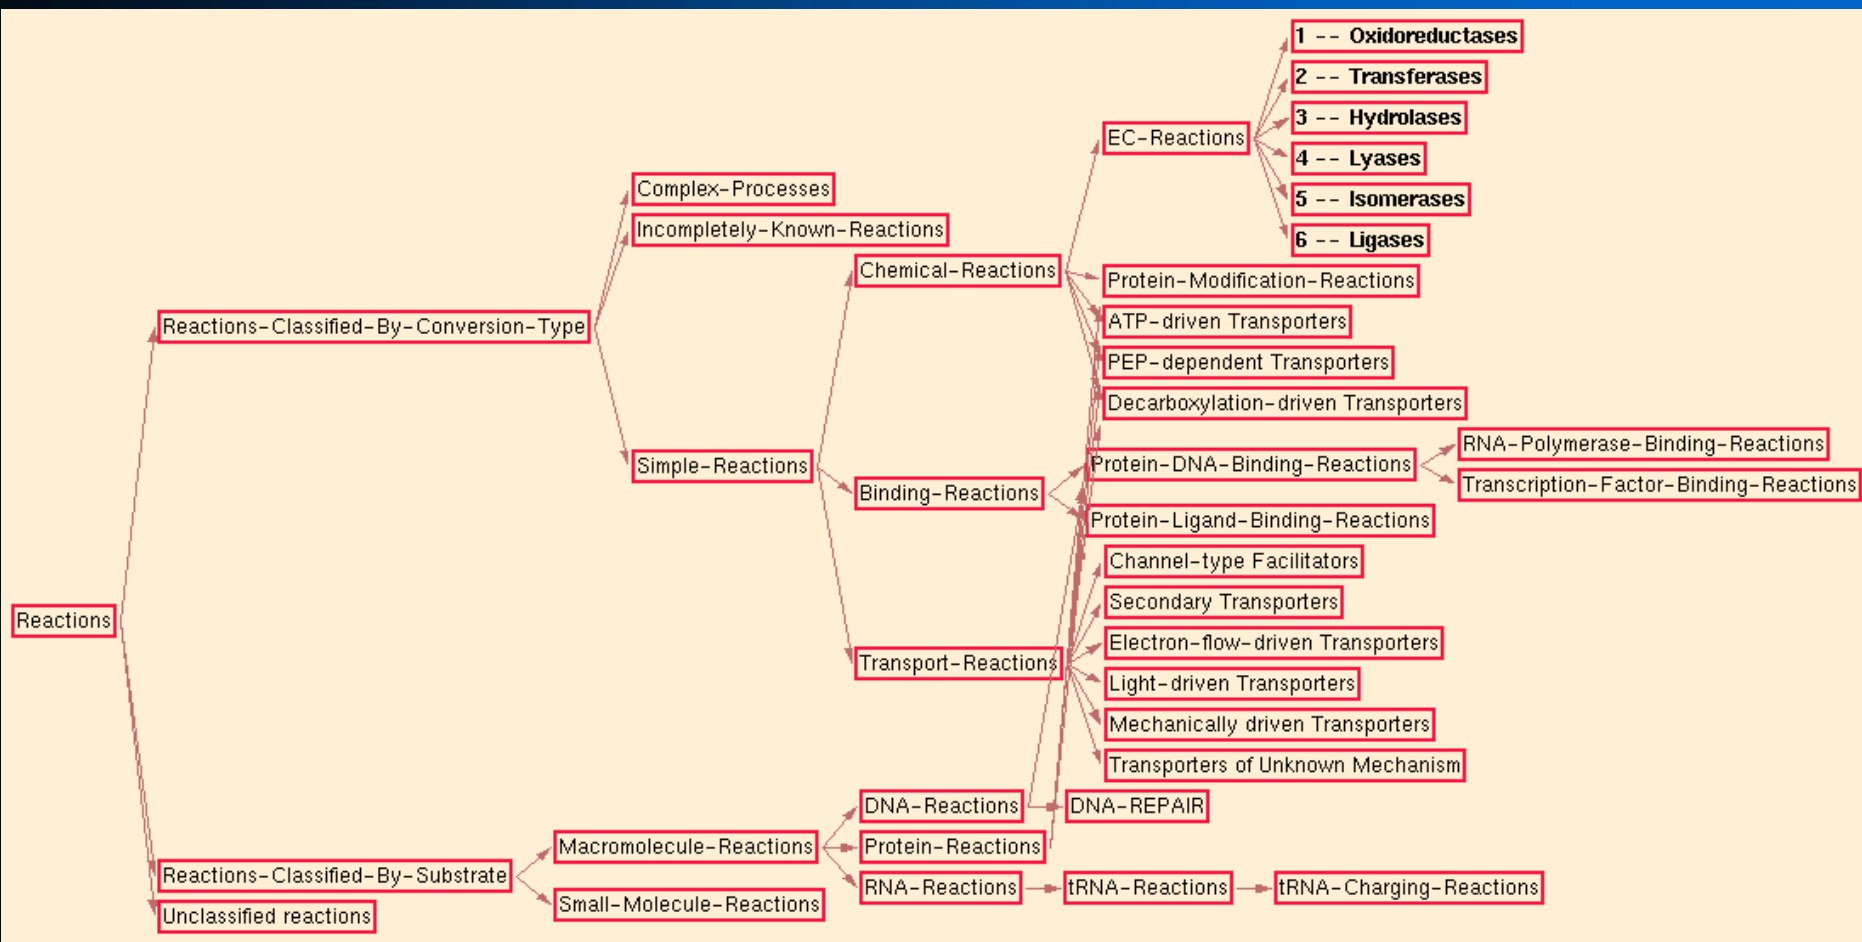 1 -- Oxidoreductases
2 -- Transferases
3 -- Hydrolases
EC-Reactions
4 -- Lyases
Complex-Processes
5 -- Isomerases
Incompletely-Known-Reactions
6 -- Ligases
Chemical-Reactions
Protein-Modification-Reactions
Reactions-Classified-By-Conversion-Type
ATP-driven Transporters
PEP-dependent Transporters
Decarboxylation-driven Transporters
RNA-Polymerase-Binding-Reactions
Simple-Reactions
Protein-DNA-Binding-Reactions
Transcription-Factor-Binding-Reactions
Binding-Reactions
Protein-Ligand-Binding-Reactions
Channel-type Facilitators
Secondary Transporters
Reactions
Electron-flow-driven Transporters
Transport-Reactions
Light-driven Transporters
Mechanically driven Transporters
Transporters of Unknown Mechanism
DNA-Reactions
DNA-REPAIR
Macromolecule-Reactions
Protein-Reactions
Reactions-Classified-By-Substrate
RNA-Reactions
tRNA-Reactions
tRNA-Charging-Reactions
Small-Molecule-Reactions
Unclassified reactions